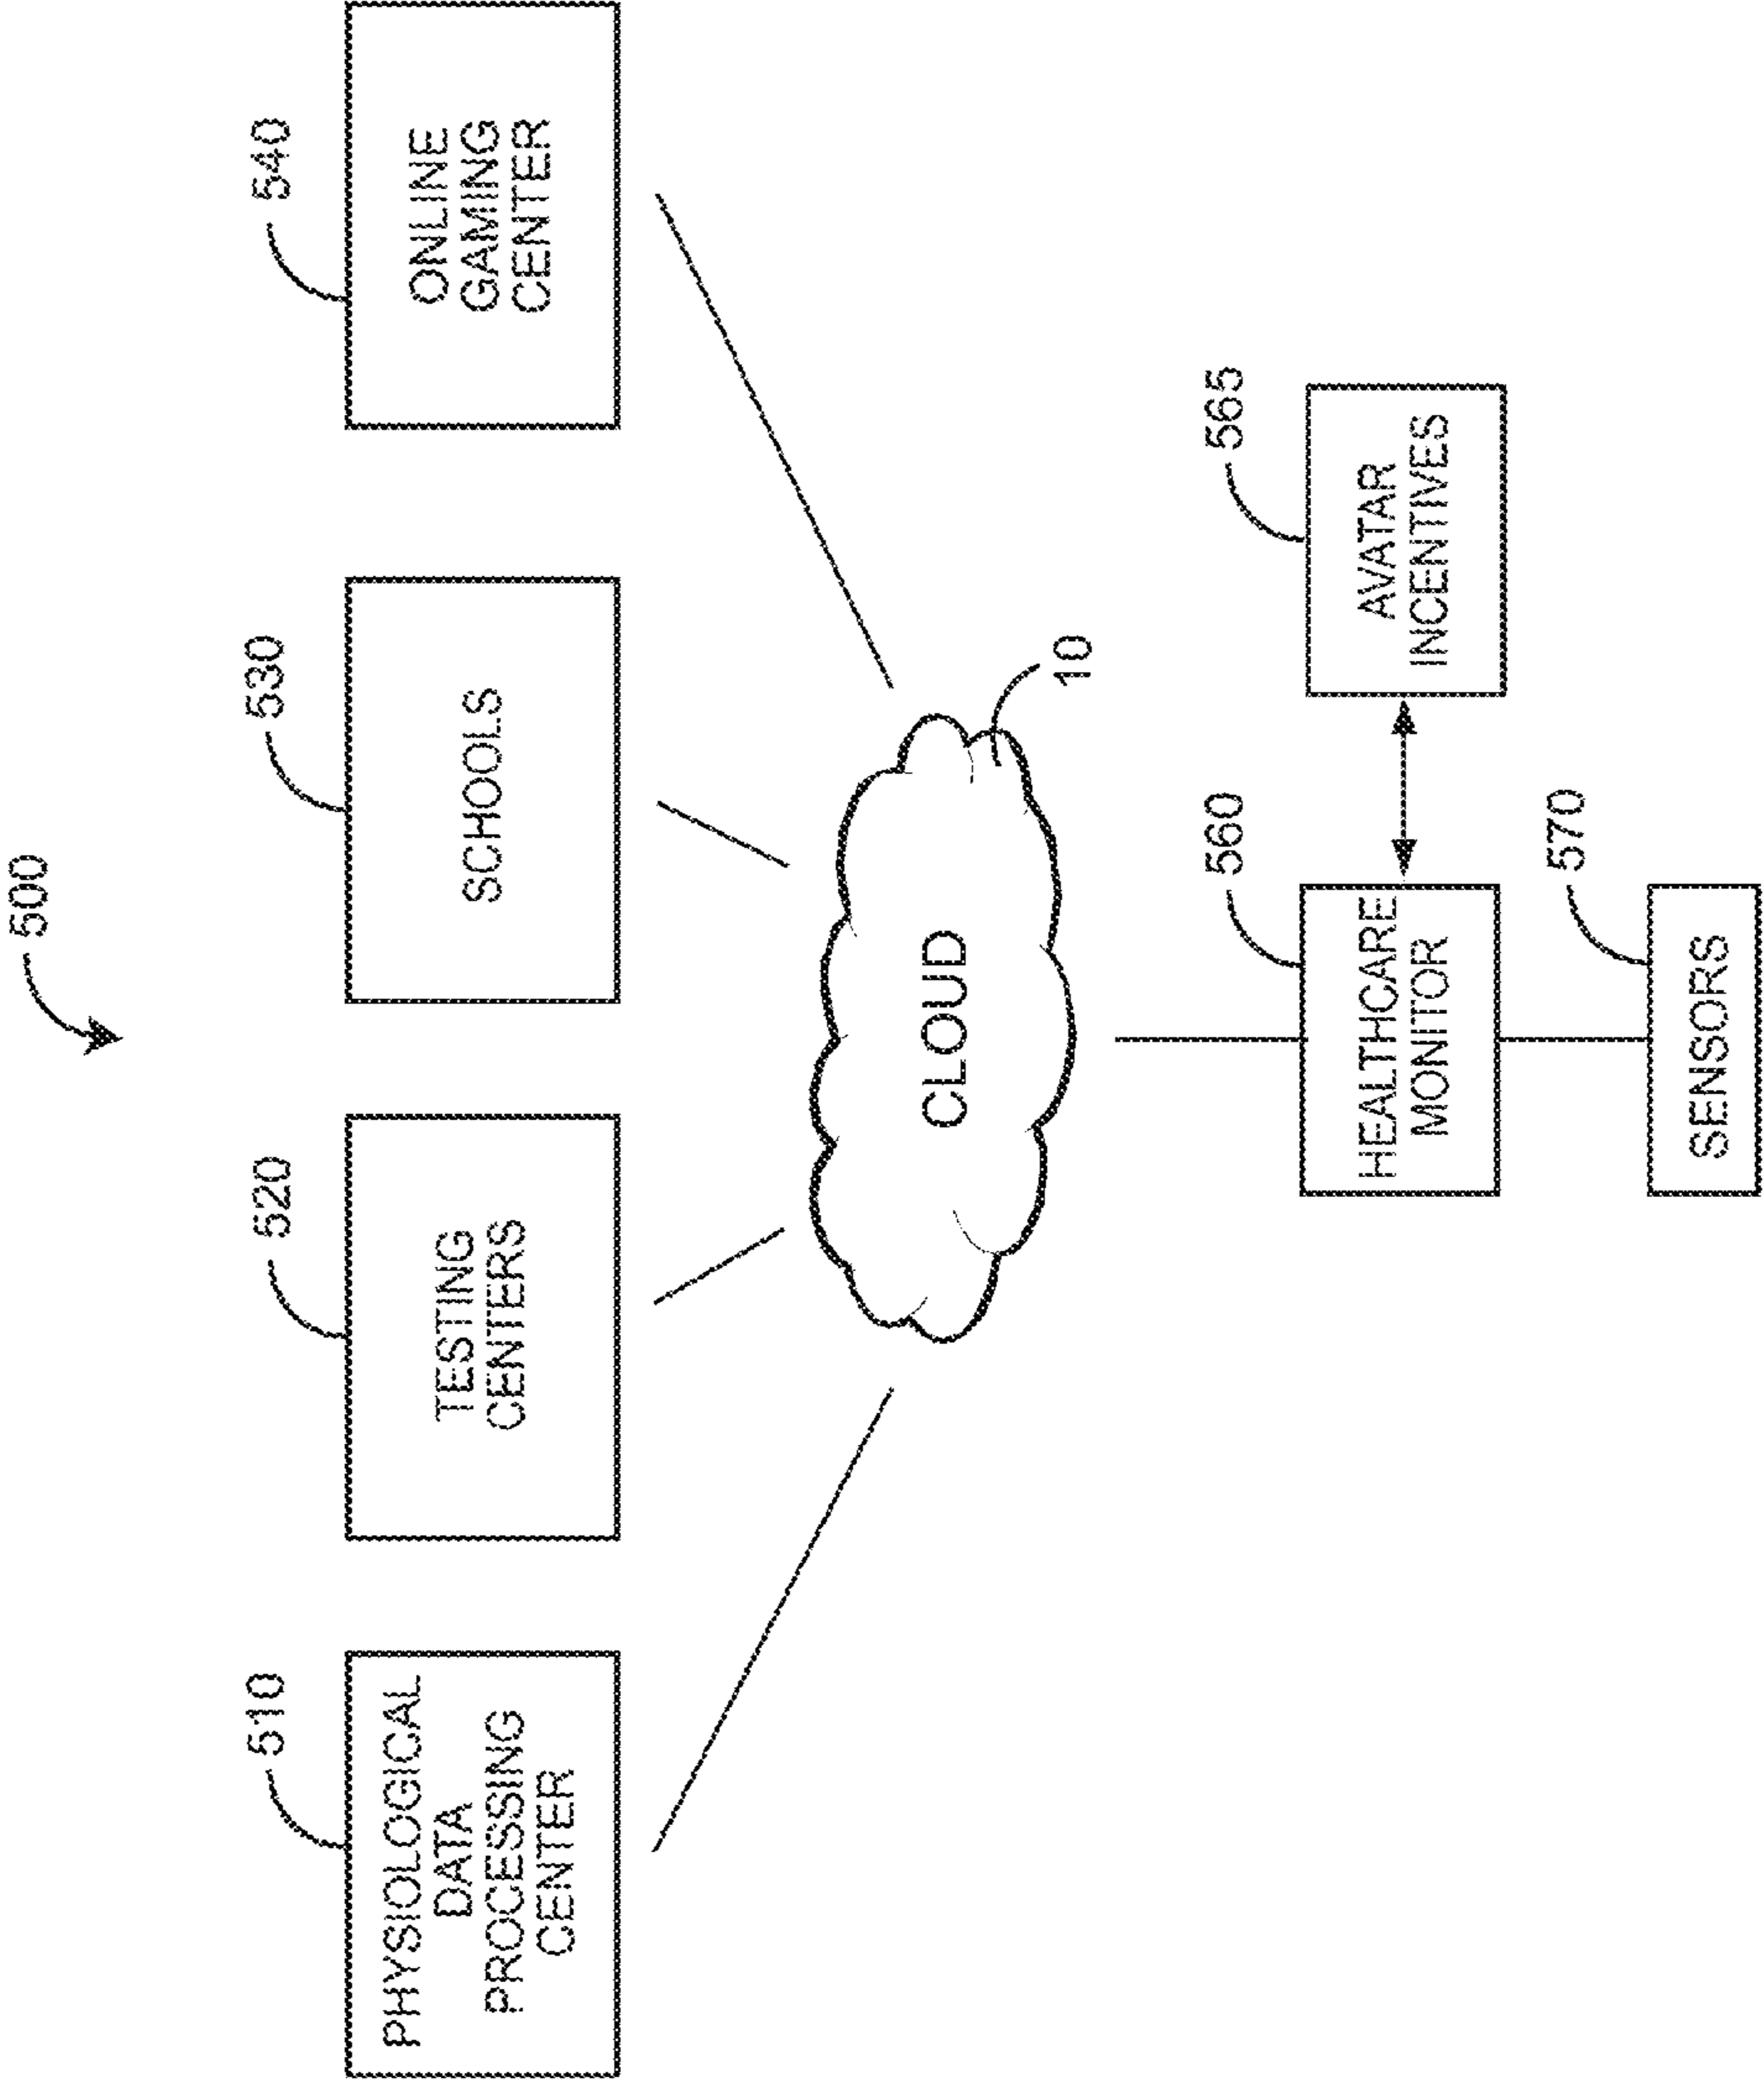 500
510
PHYSIOLOGICAL
DATA
PROCESSING
CENTER
520
TESTING
CENTERS
530
SCHOOLS
540
ONLINE
GAMING
CENTER
CLOUD
10
560
HEALTHCARE
MONITOR
565
AVATAR
INCENTIVES
570
SENSORS